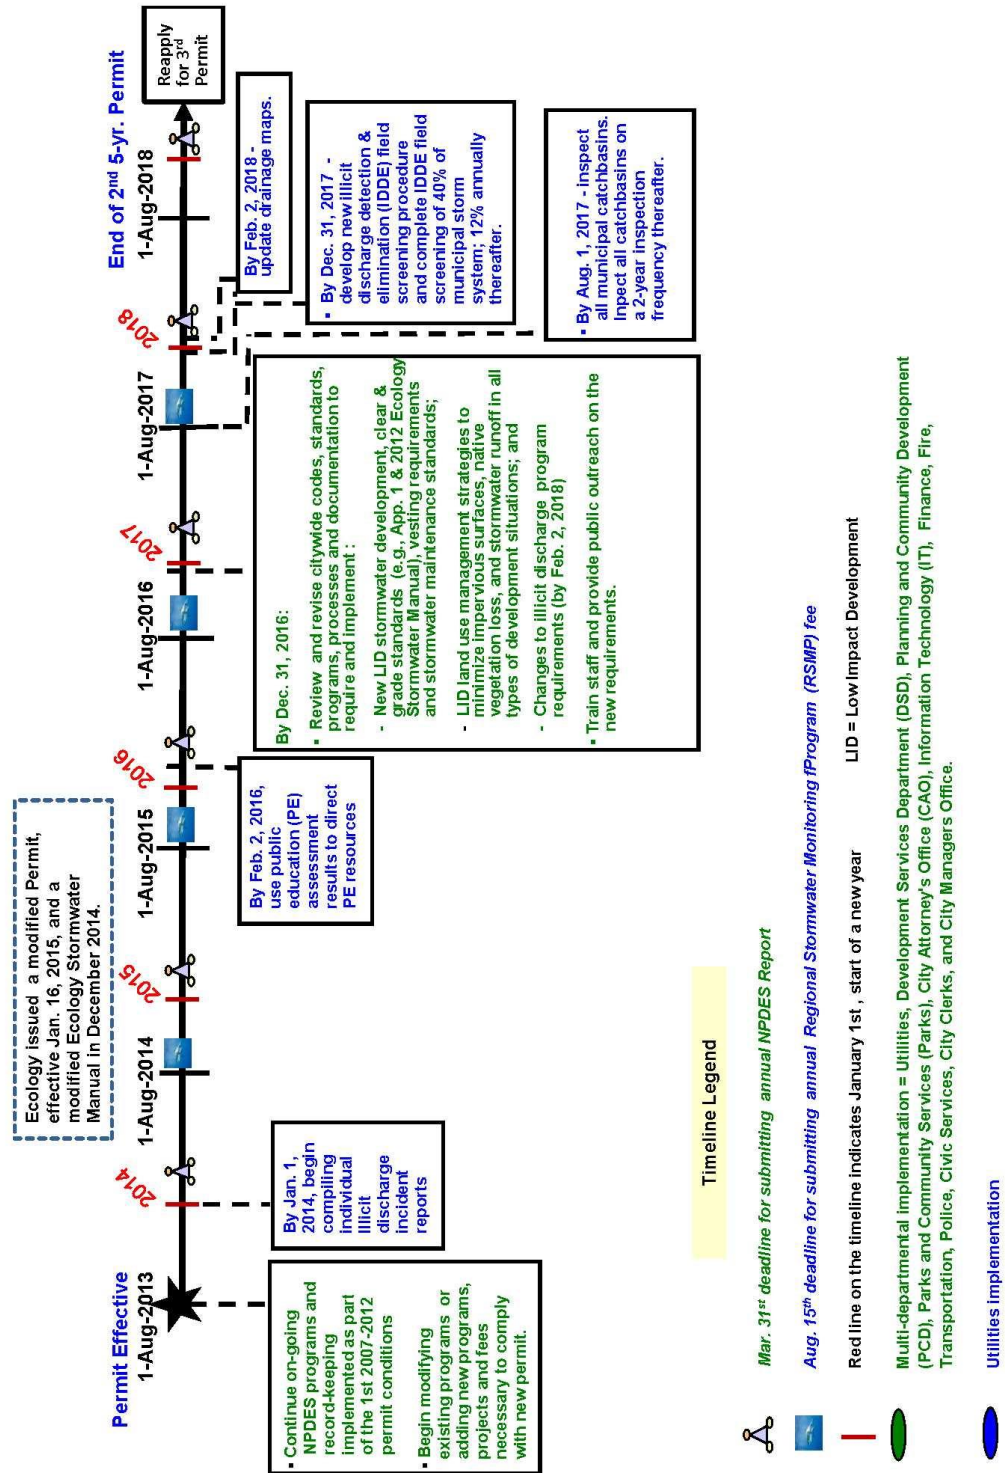 Ecology issued a modified Permit,
effective Jan. 16, 2015, and a
modified Ecology Stormwater
Manual in December 2014.
Permit Effective
End of 2nd 5-yr. Permit
1-Aug-2013
2014
1-Aug-2014
2015
1-Aug-2015
2016
1-Aug-2016
2017
1-Aug-2017
2018
1-Aug-2018
Reapply
for 3rd
Permit
▪ Continue on-going
NPDES programs and
record-keeping
implemented as part
of the 1st 2007-2012
permit conditions
▪ Begin modifying
existing programs or
adding new programs,
projects and fees
necessary to comply
with new permit.
By Jan. 1,
2014, begin
compiling
individual
Illicit
discharge
incident
reports
By Feb. 2, 2016,
use public
education (PE)
assessment
results to direct
PE resources
By Dec. 31, 2016:
▪ Review and revise citywide codes, standards,
programs, processes and documentation to
require and implement :
- New LID stormwater development, clear &
grade standards (e.g., App. 1 & 2012 Ecology
Stormwater Manual), vesting requirements
and stormwater maintenance standards;
- LID land use management strategies to
minimize impervious surfaces, native
vegetation loss, and stormwater runoff in all
types of development situations; and
- Changes to illicit discharge program
requirements (by Feb. 2, 2018)
▪ Train staff and provide public outreach on the
new requirements.
By Feb. 2, 2018 -
update drainage maps.
▪ By Dec. 31, 2017 -
develop new illicit
discharge detection &
elimination (IDDE) field
screening procedure
and complete IDDE field
screening of 40% of
municipal storm
system; 12% annually
thereafter.
▪ By Aug. 1, 2017 - inspect
all municipal catchbasins.
Inpect all catchbasins on
a 2-year inspection
frequency thereafter.
Timeline Legend
Mar. 31st deadline for submitting annual NPDES Report
Aug. 15th deadline for submitting annual Regional Stormwater Monitoring fProgram (RSMP) fee
Red line on the timeline indicates January 1st , start of a new year
LID = Low Impact Development
Multi-departmental implementation = Utilities, Development Services Department (DSD), Planning and Community Development
(PCD), Parks and Community Services (Parks), City Attorney's Office (CAO), Information Technology (IT), Finance, Fire,
Transportation, Police, Civic Services, City Clerks, and City Managers Office.
Utilities implementation